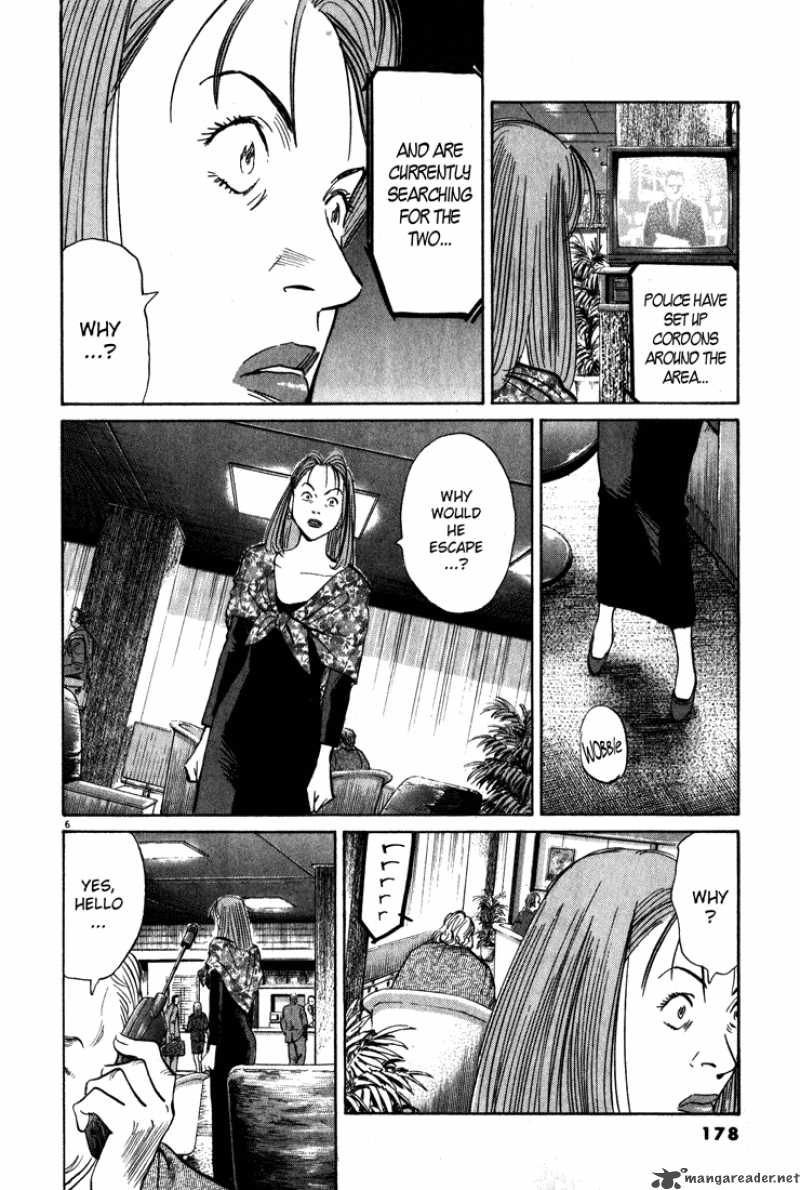 POLICE HAVE
SET UP
CORDONS
AROUND THE
AREA...
AND ARE
CURRENTLY
SEARCHING
FOR THE
TWO...
WHY
...?
WOBBLE
WHY
WOULD
HE
ESCAPE
...?
6
WHY
?
YES,
HELLO
...
178
mangareader.net